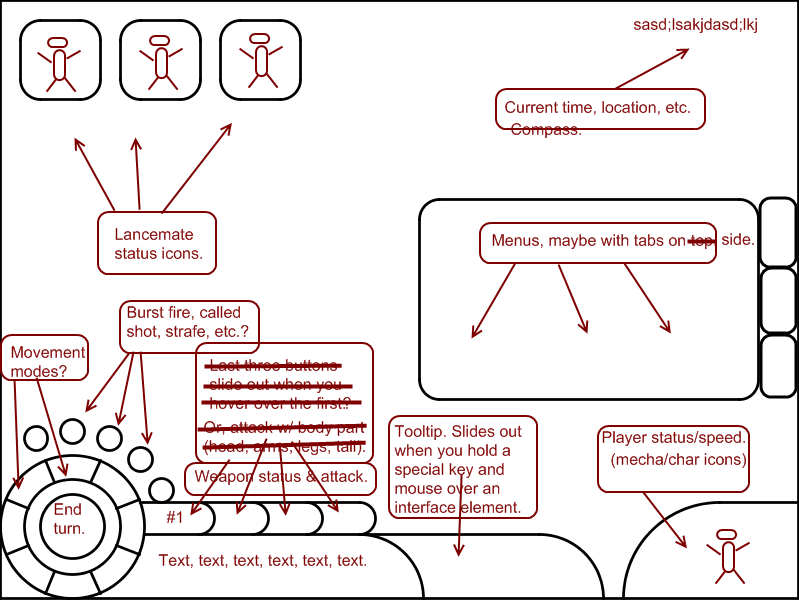 sasd;lsakjdasd;lkj
Current time, location, etc.
Compass.
Lancemate
status icons.
Menus, maybe with tabs on top side.
Burst fire, called
shot, strafe, etc.?
Movement
modes?
Last three buttons
slide out when you
hover over the first?
Or, attack w/ body part
(head, arms, legs, tail).
Weapon status & attack.
Tooltip. Slides out
when you hold a
special key and
mouse over an
interface element.
Player status/speed.
(mecha/char icons)
End
turn.
#1
Text, text, text, text, text, text.